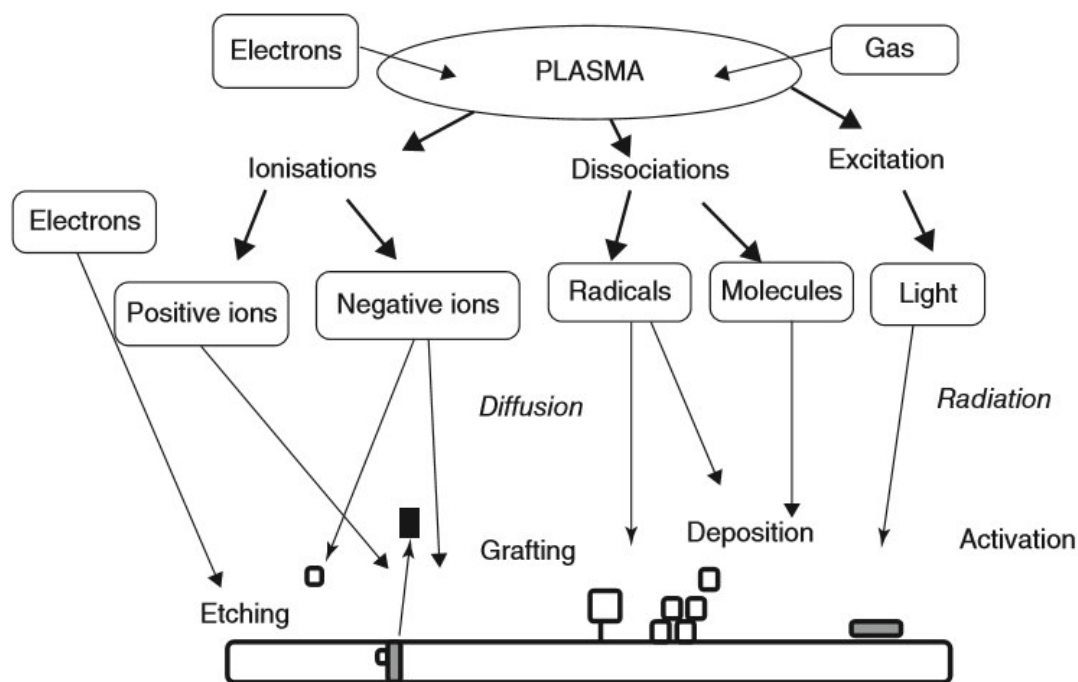 Electrons
PLASMA
Gas
Ionisations
Dissociations
Excitation
Electrons
Positive ions
Negative ions
Radicals
Molecules
Light
Diffusion
Radiation
Grafting
Deposition
Activation
Etching